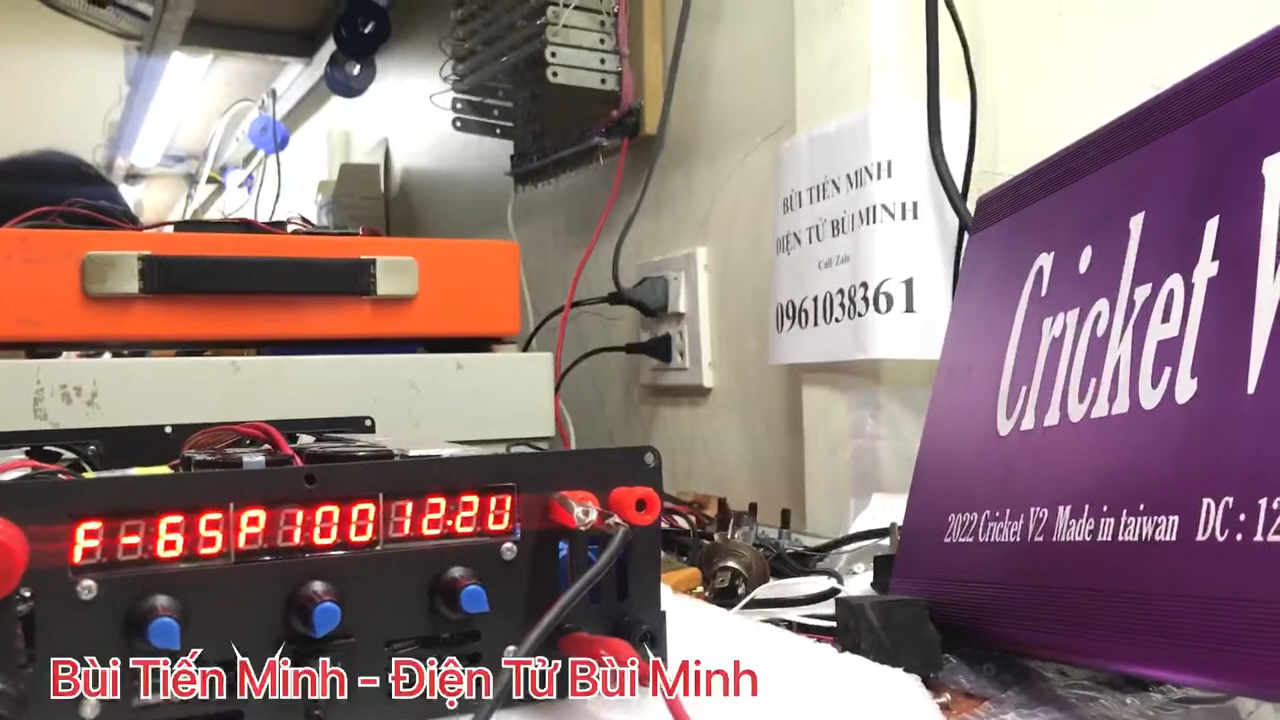 BÙI TIẾN MINH
ĐIỆN TỬ BÙI MINH
Call/Zalo
0961038361
Cricket V
2022 Cricket V2 Made in taiwan DC : 12
F-65P100 12.2U
Bùi Tiến Minh - Điện Tử Bùi Minh